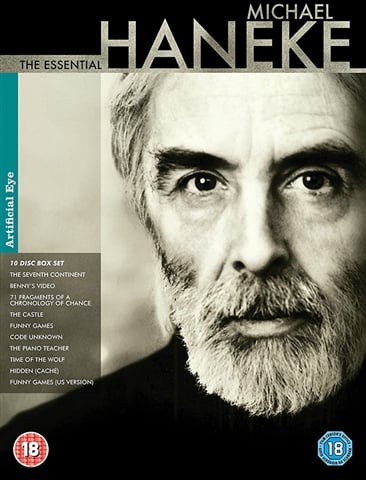 MICHAEL
THE ESSENTIAL HANEKE
Artificial Eye
10 DISC BOX SET
THE SEVENTH CONTINENT
BENNY'S VIDEO
71 FRAGMENTS OF A
CHRONOLOGY OF CHANCE
THE CASTLE
FUNNY GAMES
CODE UNKNOWN
THE PIANO TEACHER
TIME OF THE WOLF
HIDDEN (CACHÉ)
FUNNY GAMES (US VERSION)
18
18